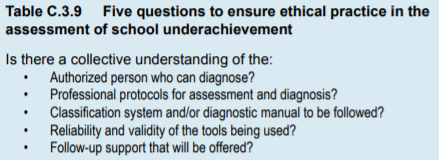 Table C.3.9 Five questions to ensure ethical practice in the
assessment of school underachievement
Is there a collective understanding of the:
• Authorized person who can diagnose?
• Professional protocols for assessment and diagnosis?
• Classification system and/or diagnostic manual to be followed?
• Reliability and validity of the tools being used?
• Follow-up support that will be offered?